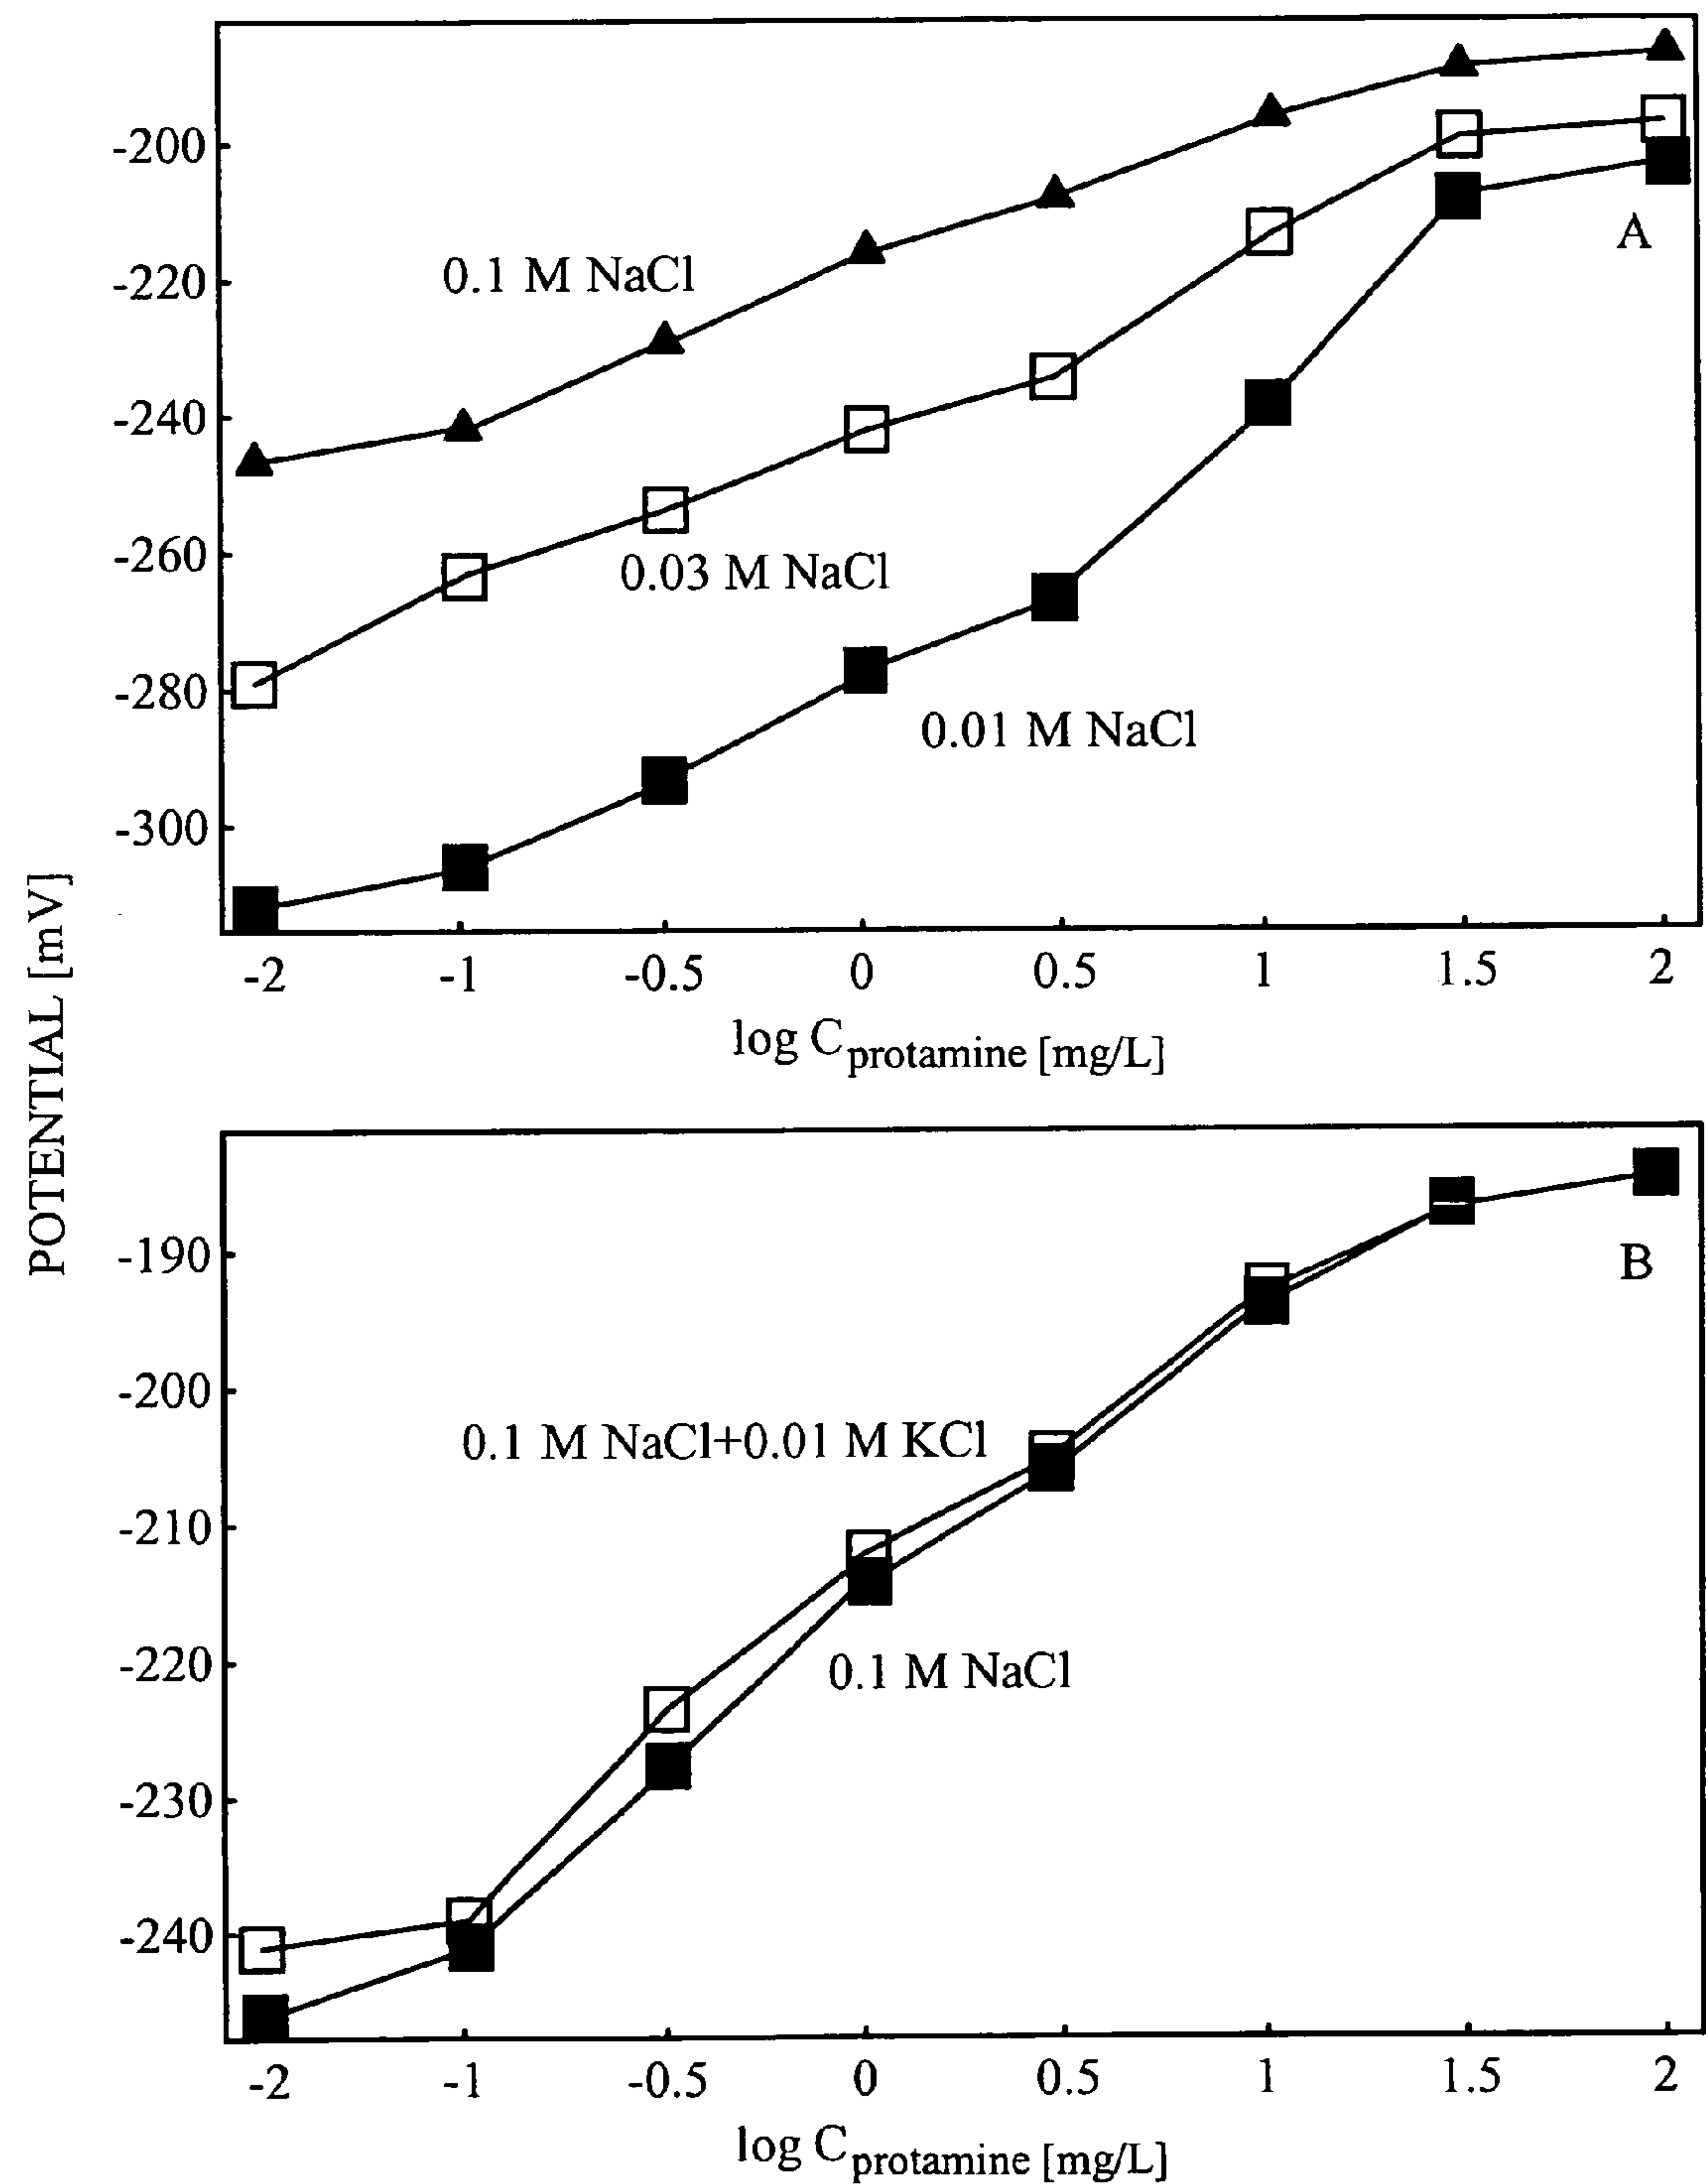 -200
-220
-240
-260
-280
-300
0.1 M NaCl
0.03 M NaCl
0.01 M NaCl
A
-2 -1 -0.5 0 0.5 1 1.5 2
log C protamine [mg/L]
POTENTIAL [mV]
-190
-200
-210
-220
-230
-240
0.1 M NaCl+0.01 M KCl
0.1 M NaCl
B
-2 -1 -0.5 0 0.5 1 1.5 2
log C protamine [mg/L]